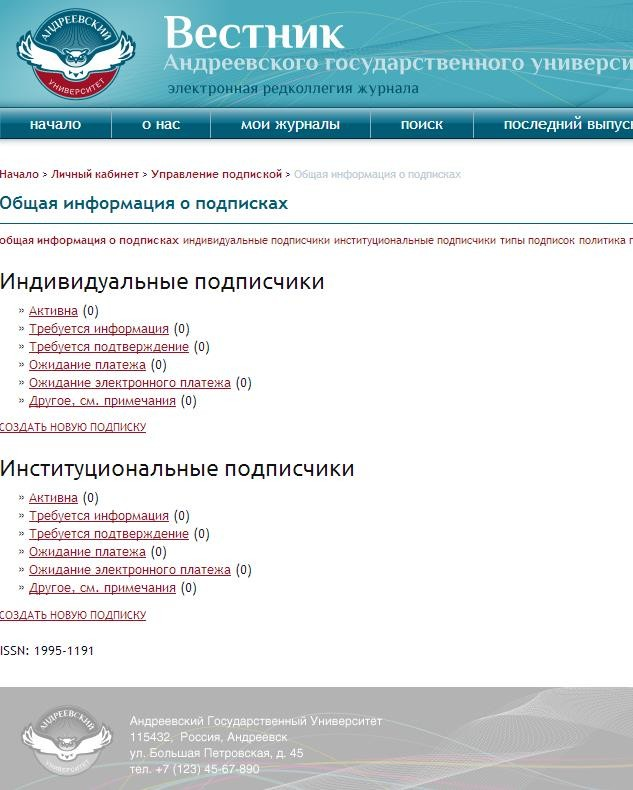 АНДРЕЕВСКИЙ
УНИВЕРСИТЕТ
Вестник
Андреевского государственного универси
электронная редколлегия журнала
начало о нас мои журналы поиск последний выпуск
Начало > Личный кабинет > Управление подпиской > Общая информация о подписках
Общая информация о подписках
общая информация о подписках индивидуальные подписчики институциональные подписчики типы подписок политика п
Индивидуальные подписчики
» Активна (0)
» Требуется информация (0)
» Требуется подтверждение (0)
» Ожидание платежа (0)
» Ожидание электронного платежа (0)
» Другое, см. примечания (0)
СОЗДАТЬ НОВУЮ ПОДПИСКУ
Институциональные подписчики
» Активна (0)
» Требуется информация (0)
» Требуется подтверждение (0)
» Ожидание платежа (0)
» Ожидание электронного платежа (0)
» Другое, см. примечания (0)
СОЗДАТЬ НОВУЮ ПОДПИСКУ
ISSN: 1995-1191
АНДРЕЕВСКИЙ
УНИВЕРСИТЕТ
Андреевский Государственный Университет
115432, Россия, Андреевск
ул. Большая Петровская, д. 45
тел. +7 (123) 45-67-890